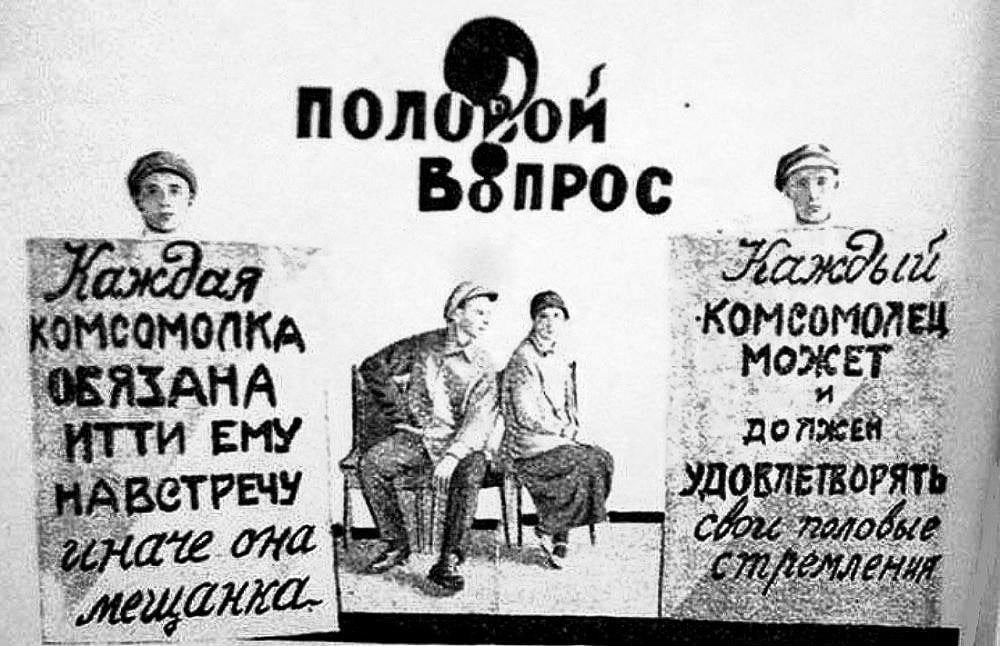 ПОЛОВОЙ
ВОПРОС
Каждая
КОМСОМОЛКА
ОБЯЗАНА
ИТТИ ЕМУ
НАВСТРЕЧУ
иначе она
мещанка.
Каждый
КОМСОМОЛЕЦ
МОЖЕТ
и
ДОЛЖЕН
УДОВЛЕТВОРЯТЬ
свои половые
стремления